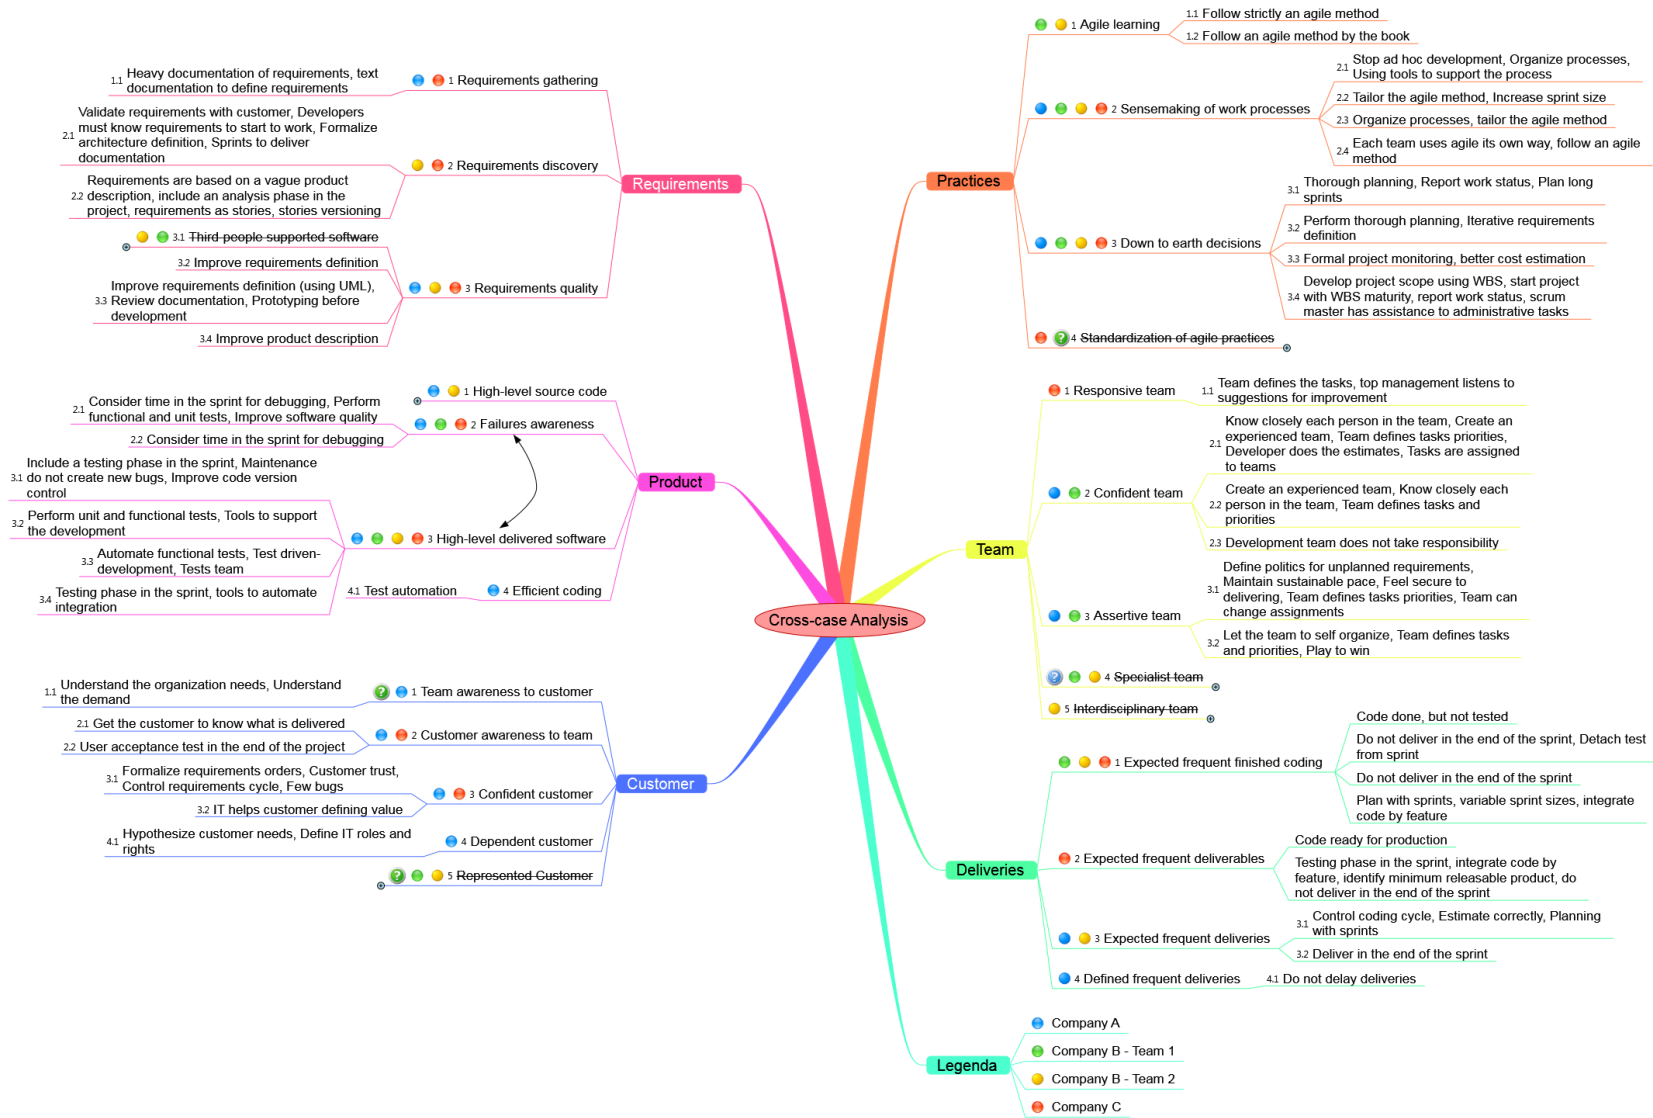 Cross-case Analysis
Requirements
1 Requirements gathering
1.1 Heavy documentation of requirements, text
documentation to define requirements
2 Requirements discovery
2.1 Validate requirements with customer, Developers
must know requirements to start to work, Formalize
architecture definition, Sprints to deliver
documentation
2.2 Requirements are based on a vague product
description, include an analysis phase in the
project, requirements as stories, stories versioning
3 Requirements quality
3.1 Third-people supported software
3.2 Improve requirements definition
3.3 Improve requirements definition (using UML),
Review documentation, Prototyping before
development
3.4 Improve product description
Product
1 High-level source code
2 Failures awareness
2.1 Consider time in the sprint for debugging, Perform
functional and unit tests, Improve software quality
2.2 Consider time in the sprint for debugging
3 High-level delivered software
3.1 Include a testing phase in the sprint, Maintenance
do not create new bugs, Improve code version
control
3.2 Perform unit and functional tests, Tools to support
the development
3.3 Automate functional tests, Test driven-
development, Tests team
3.4 Testing phase in the sprint, tools to automate
integration
4 Efficient coding
4.1 Test automation
Customer
? 1 Team awareness to customer
1.1 Understand the organization needs, Understand
the demand
2 Customer awareness to team
2.1 Get the customer to know what is delivered
2.2 User acceptance test in the end of the project
3 Confident customer
3.1 Formalize requirements orders, Customer trust,
Control requirements cycle, Few bugs
3.2 IT helps customer defining value
4 Dependent customer
4.1 Hypothesize customer needs, Define IT roles and
rights
? 5 Represented Customer
Practices
1 Agile learning
1.1 Follow strictly an agile method
1.2 Follow an agile method by the book
2 Sensemaking of work processes
2.1 Stop ad hoc development, Organize processes,
Using tools to support the process
2.2 Tailor the agile method, Increase sprint size
2.3 Organize processes, tailor the agile method
2.4 Each team uses agile its own way, follow an agile
method
3 Down to earth decisions
3.1 Thorough planning, Report work status, Plan long
sprints
3.2 Perform thorough planning, Iterative requirements
definition
3.3 Formal project monitoring, better cost estimation
3.4 Develop project scope using WBS, start project
with WBS maturity, report work status, scrum
master has assistance to administrative tasks
? 4 Standardization of agile practices
Team
1 Responsive team
1.1 Team defines the tasks, top management listens to
suggestions for improvement
2 Confident team
2.1 Know closely each person in the team, Create an
experienced team, Team defines tasks priorities,
Developer does the estimates, Tasks are assigned
to teams
2.2 Create an experienced team, Know closely each
person in the team, Team defines tasks and
priorities
2.3 Development team does not take responsibility
3 Assertive team
3.1 Define politics for unplanned requirements,
Maintain sustainable pace, Feel secure to
delivering, Team defines tasks priorities, Team can
change assignments
3.2 Let the team to self organize, Team defines tasks
and priorities, Play to win
? 4 Specialist team
5 Interdisciplinary team
Deliveries
1 Expected frequent finished coding
Code done, but not tested
Do not deliver in the end of the sprint, Detach test
from sprint
Do not deliver in the end of the sprint
Plan with sprints, variable sprint sizes, integrate
code by feature
2 Expected frequent deliverables
Code ready for production
Testing phase in the sprint, integrate code by
feature, identify minimum releasable product, do
not deliver in the end of the sprint
3 Expected frequent deliveries
3.1 Control coding cycle, Estimate correctly, Planning
with sprints
3.2 Deliver in the end of the sprint
4 Defined frequent deliveries
4.1 Do not delay deliveries
Legenda
Company A
Company B - Team 1
Company B - Team 2
Company C